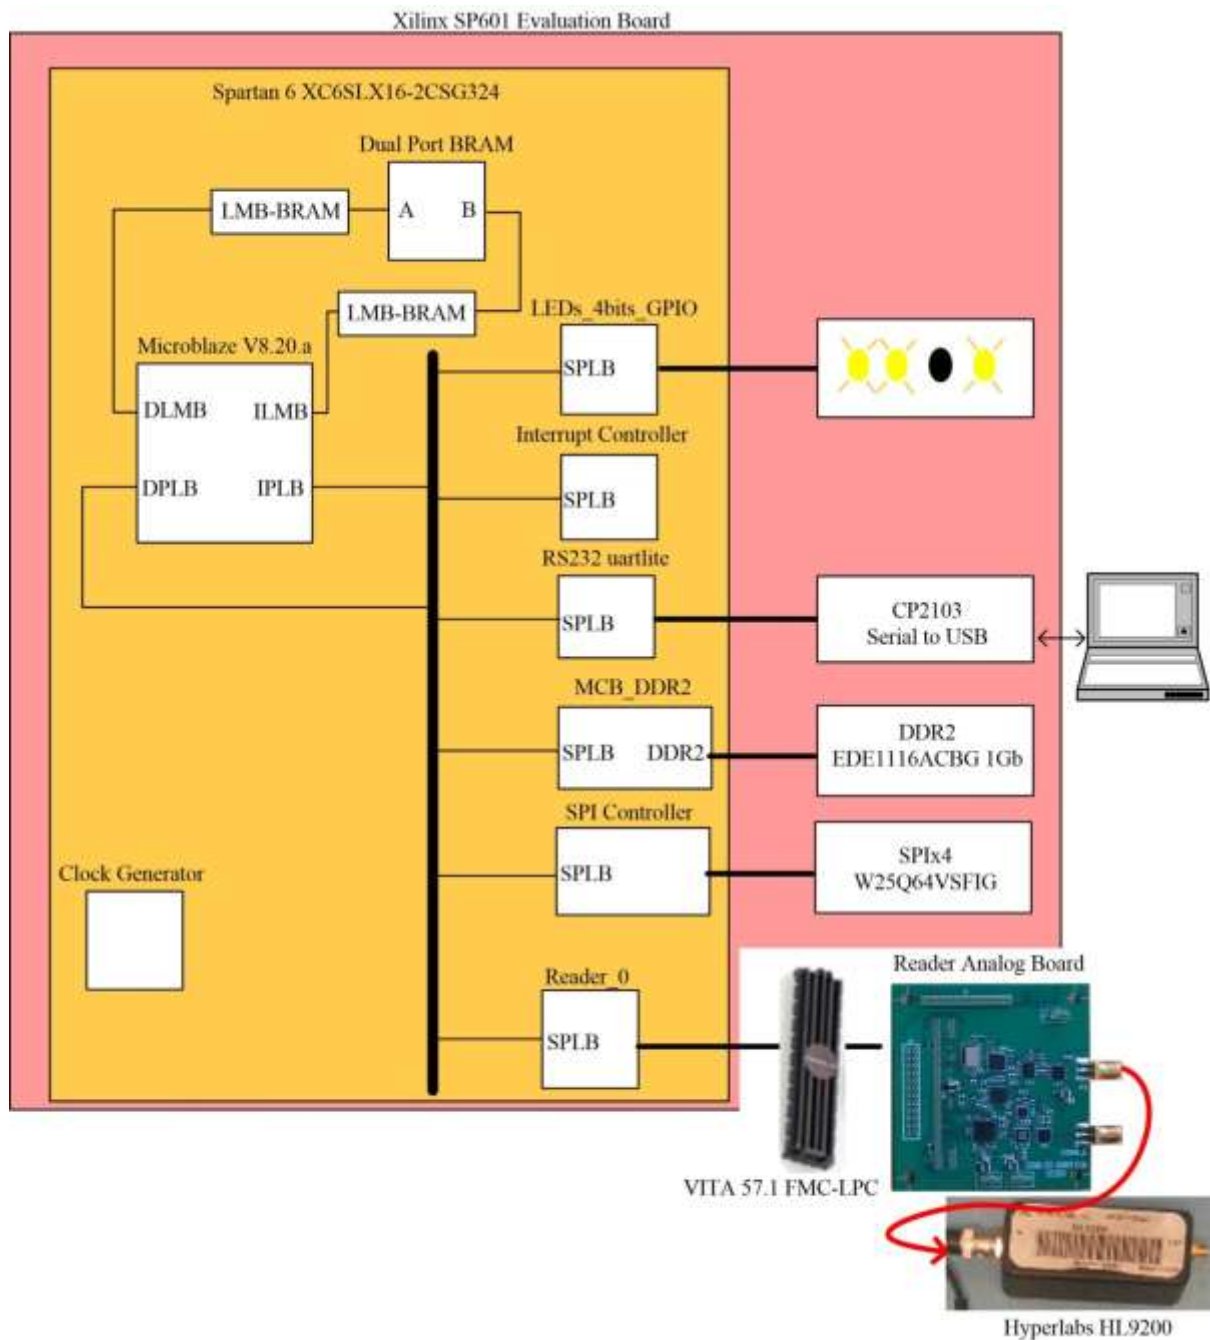 Xilinx SP601 Evaluation Board
Spartan 6 XC6SLX16-2CSG324
Dual Port BRAM
LMB-BRAM
A B
LMB-BRAM
LEDs_4bits_GPIO
SPLB
Microblaze V8.20.a
DLMB ILMB
DPLB IPLB
Interrupt Controller
SPLB
RS232 uartlite
SPLB
CP2103
Serial to USB
MCB_DDR2
SPLB DDR2
DDR2
EDE1116ACBG 1Gb
SPI Controller
SPLB
SPIx4
W25Q64VSFIG
Clock Generator
Reader_0
SPLB
Reader Analog Board
VITA 57.1 FMC-LPC
Hyperlabs HL9200